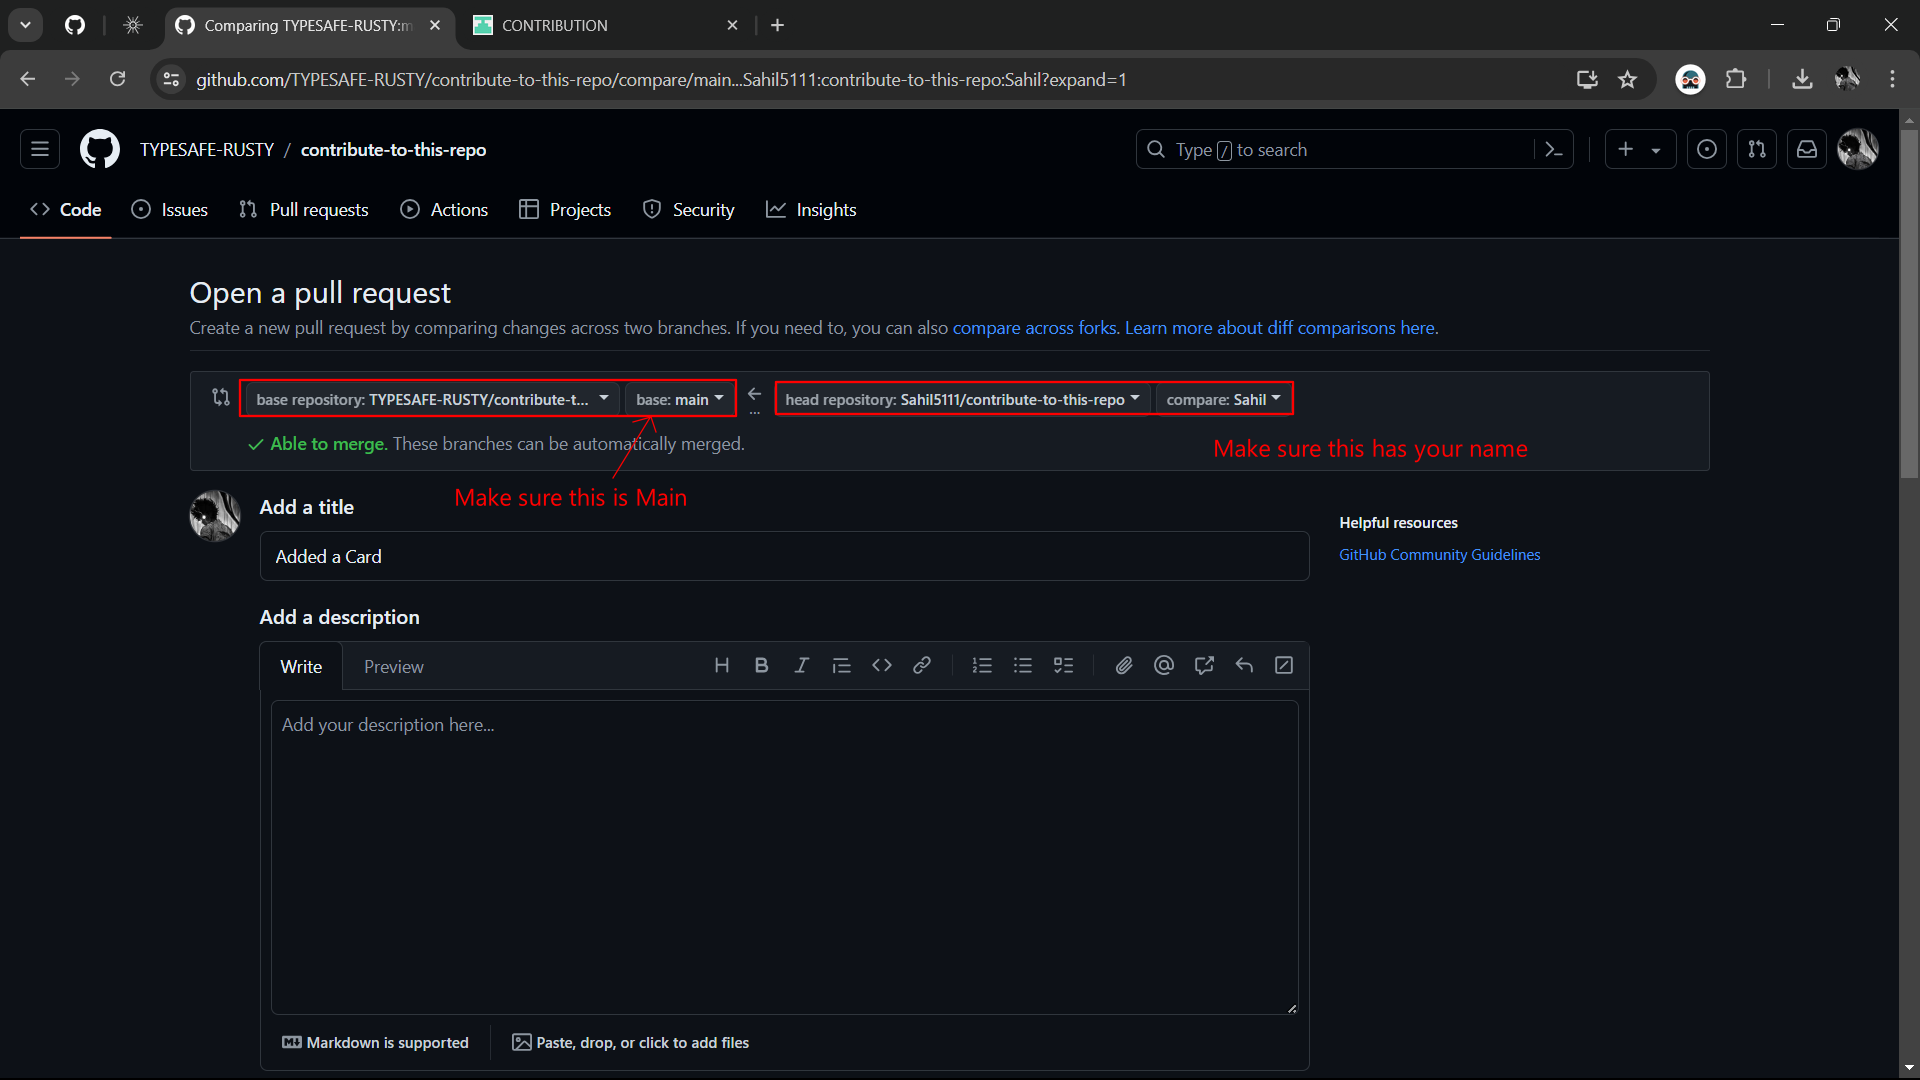 Comparing TYPESAFE-RUSTY:m
CONTRIBUTION
github.com/TYPESAFE-RUSTY/contribute-to-this-repo/compare/main...Sahil5111:contribute-to-this-repo:Sahil?expand=1
TYPESAFE-RUSTY / contribute-to-this-repo
Type / to search
Code Issues Pull requests Actions Projects Security Insights
Open a pull request
Create a new pull request by comparing changes across two branches. If you need to, you can also compare across forks. Learn more about diff comparisons here.
base repository: TYPESAFE-RUSTY/contribute-t... base: main head repository: Sahil5111/contribute-to-this-repo compare: Sahil
Able to merge. These branches can be automatically merged.
Make sure this has your name
Make sure this is Main
Add a title
Helpful resources
Added a Card
GitHub Community Guidelines
Add a description
Write Preview
Add your description here...
Markdown is supported
Paste, drop, or click to add files